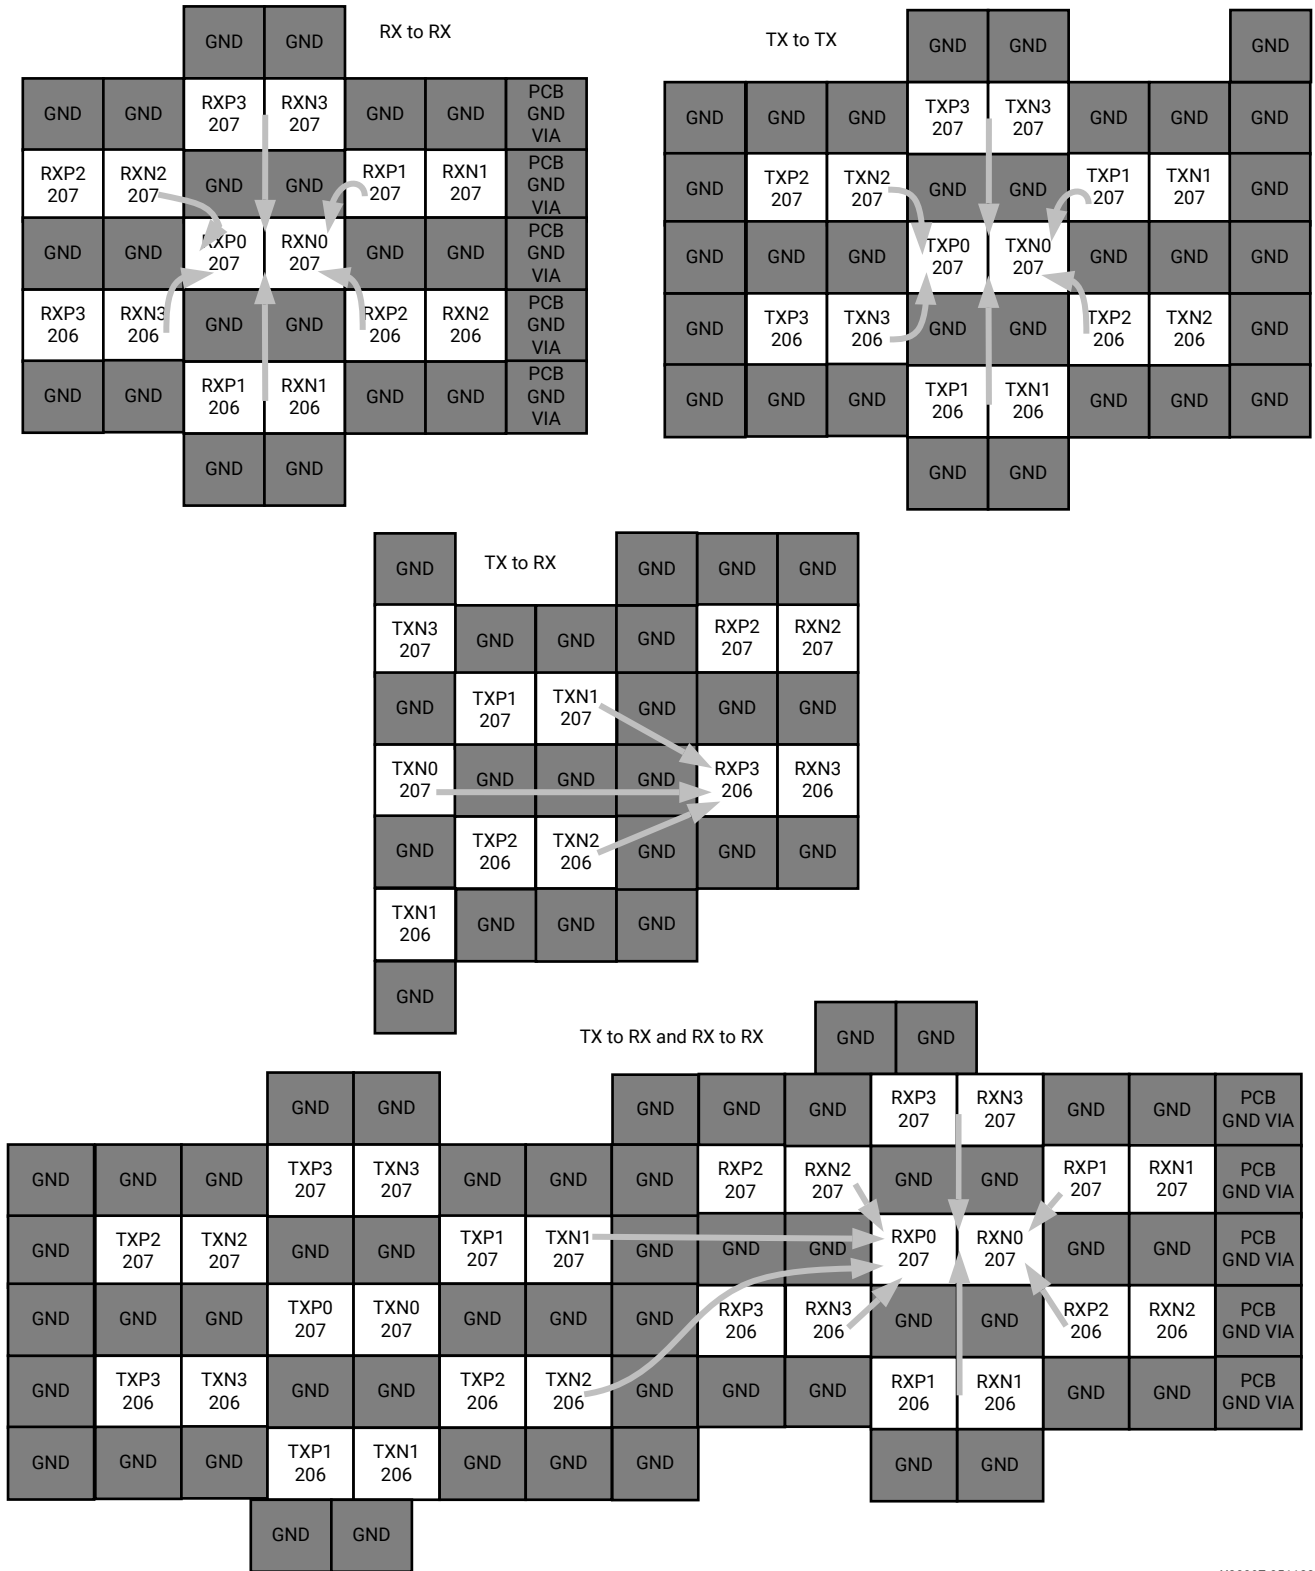 RX to RX
GND GND
GND GND RXP3 207 RXN3 207 GND GND PCB GND VIA
RXP2 207 RXN2 207 GND GND RXP1 207 RXN1 207 PCB GND VIA
GND GND RXP0 207 RXN0 207 GND GND PCB GND VIA
RXP3 206 RXN3 206 GND GND RXP2 206 RXN2 206 PCB GND VIA
GND GND RXP1 206 RXN1 206 GND GND PCB GND VIA
GND GND
TX to TX
GND GND GND
GND GND GND TXP3 207 TXN3 207 GND GND GND
GND TXP2 207 TXN2 207 GND GND TXP1 207 TXN1 207 GND
GND GND GND TXP0 207 TXN0 207 GND GND GND
GND TXP3 206 TXN3 206 GND GND TXP2 206 TXN2 206 GND
GND GND GND TXP1 206 TXN1 206 GND GND GND
GND GND
TX to RX
GND GND GND GND
TXN3 207 GND GND GND RXP2 207 RXN2 207
GND TXP1 207 TXN1 207 GND GND GND
TXN0 207 GND GND GND RXP3 206 RXN3 206
GND TXP2 206 TXN2 206 GND GND GND
TXN1 206 GND GND GND
GND
TX to RX and RX to RX
GND GND
GND GND GND GND GND RXP3 207 RXN3 207 GND GND PCB GND VIA
GND GND GND TXP3 207 TXN3 207 GND GND GND RXP2 207 RXN2 207 GND GND RXP1 207 RXN1 207 PCB GND VIA
GND TXP2 207 TXN2 207 GND GND TXP1 207 TXN1 207 GND GND GND RXP0 207 RXN0 207 GND GND PCB GND VIA
GND GND GND TXP0 207 TXN0 207 GND GND GND RXP3 206 RXN3 206 GND GND RXP2 206 RXN2 206 PCB GND VIA
GND TXP3 206 TXN3 206 GND GND TXP2 206 TXN2 206 GND GND GND RXP1 206 RXN1 206 GND GND PCB GND VIA
GND GND GND TXP1 206 TXN1 206 GND GND GND GND GND
GND GND